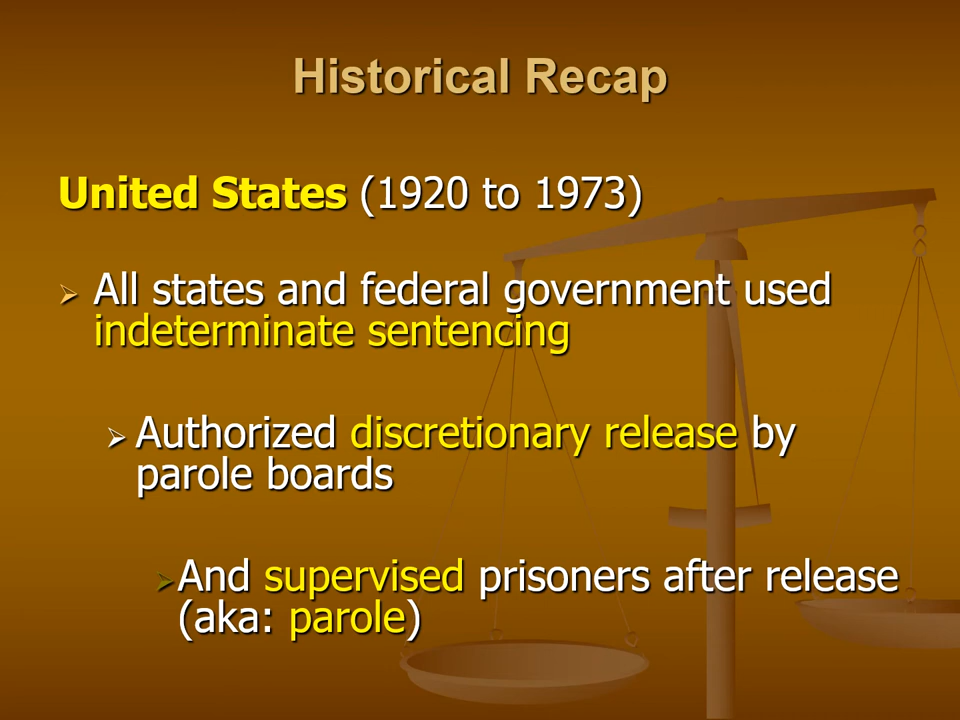 Historical Recap
United States (1920 to 1973)
All states and federal government used
indeterminate sentencing
Authorized discretionary release by
parole boards
And supervised prisoners after release
(aka: parole)